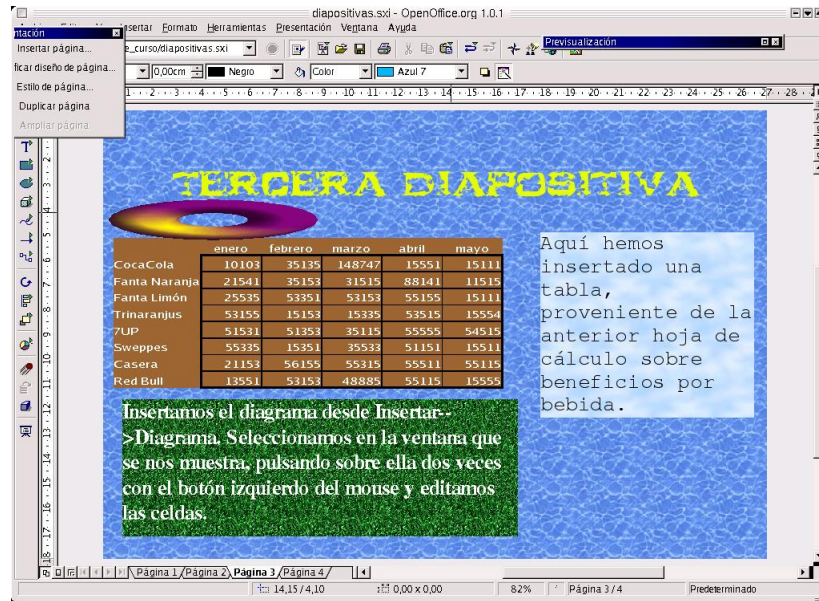 diapositivas.sxi - OpenOffice.org 1.0.1
Insertar Formato Herramientas Presentación Ventana Ayuda
Insertar página...
e_curso/diapositivas.sxi
Previsualización
ficar diseño de página...
0,00cm Negro Color Azul 7
Estilo de página...
Duplicar página
Ampliar página
TERCERA DIAPOSITIVA
enero febrero marzo abril mayo
CocaCola 10103 35135 148747 15551 15111
Fanta Naranja 21541 35153 31515 88141 11515
Fanta Limón 25535 53351 53153 55155 15111
Trinaranjus 53155 15153 15335 53515 15554
7UP 51531 51353 35115 55555 54515
Sweppes 55335 15351 35533 51151 15511
Casera 21153 56155 55315 55511 55115
Red Bull 13551 53153 48885 55115 15555
Aquí hemos
insertado una
tabla,
proveniente de la
anterior hoja de
cálculo sobre
beneficios por
bebida.
Insertamos el diagrama desde Insertar--
>Diagrama. Seleccionamos en la ventana que
se nos muestra, pulsando sobre ella dos veces
con el botón izquierdo del mouse y editamos
las celdas.
Página 1 Página 2 Página 3 Página 4
14,15 / 4,10 0,00 x 0,00 82% Página 3 / 4 Predeterminado